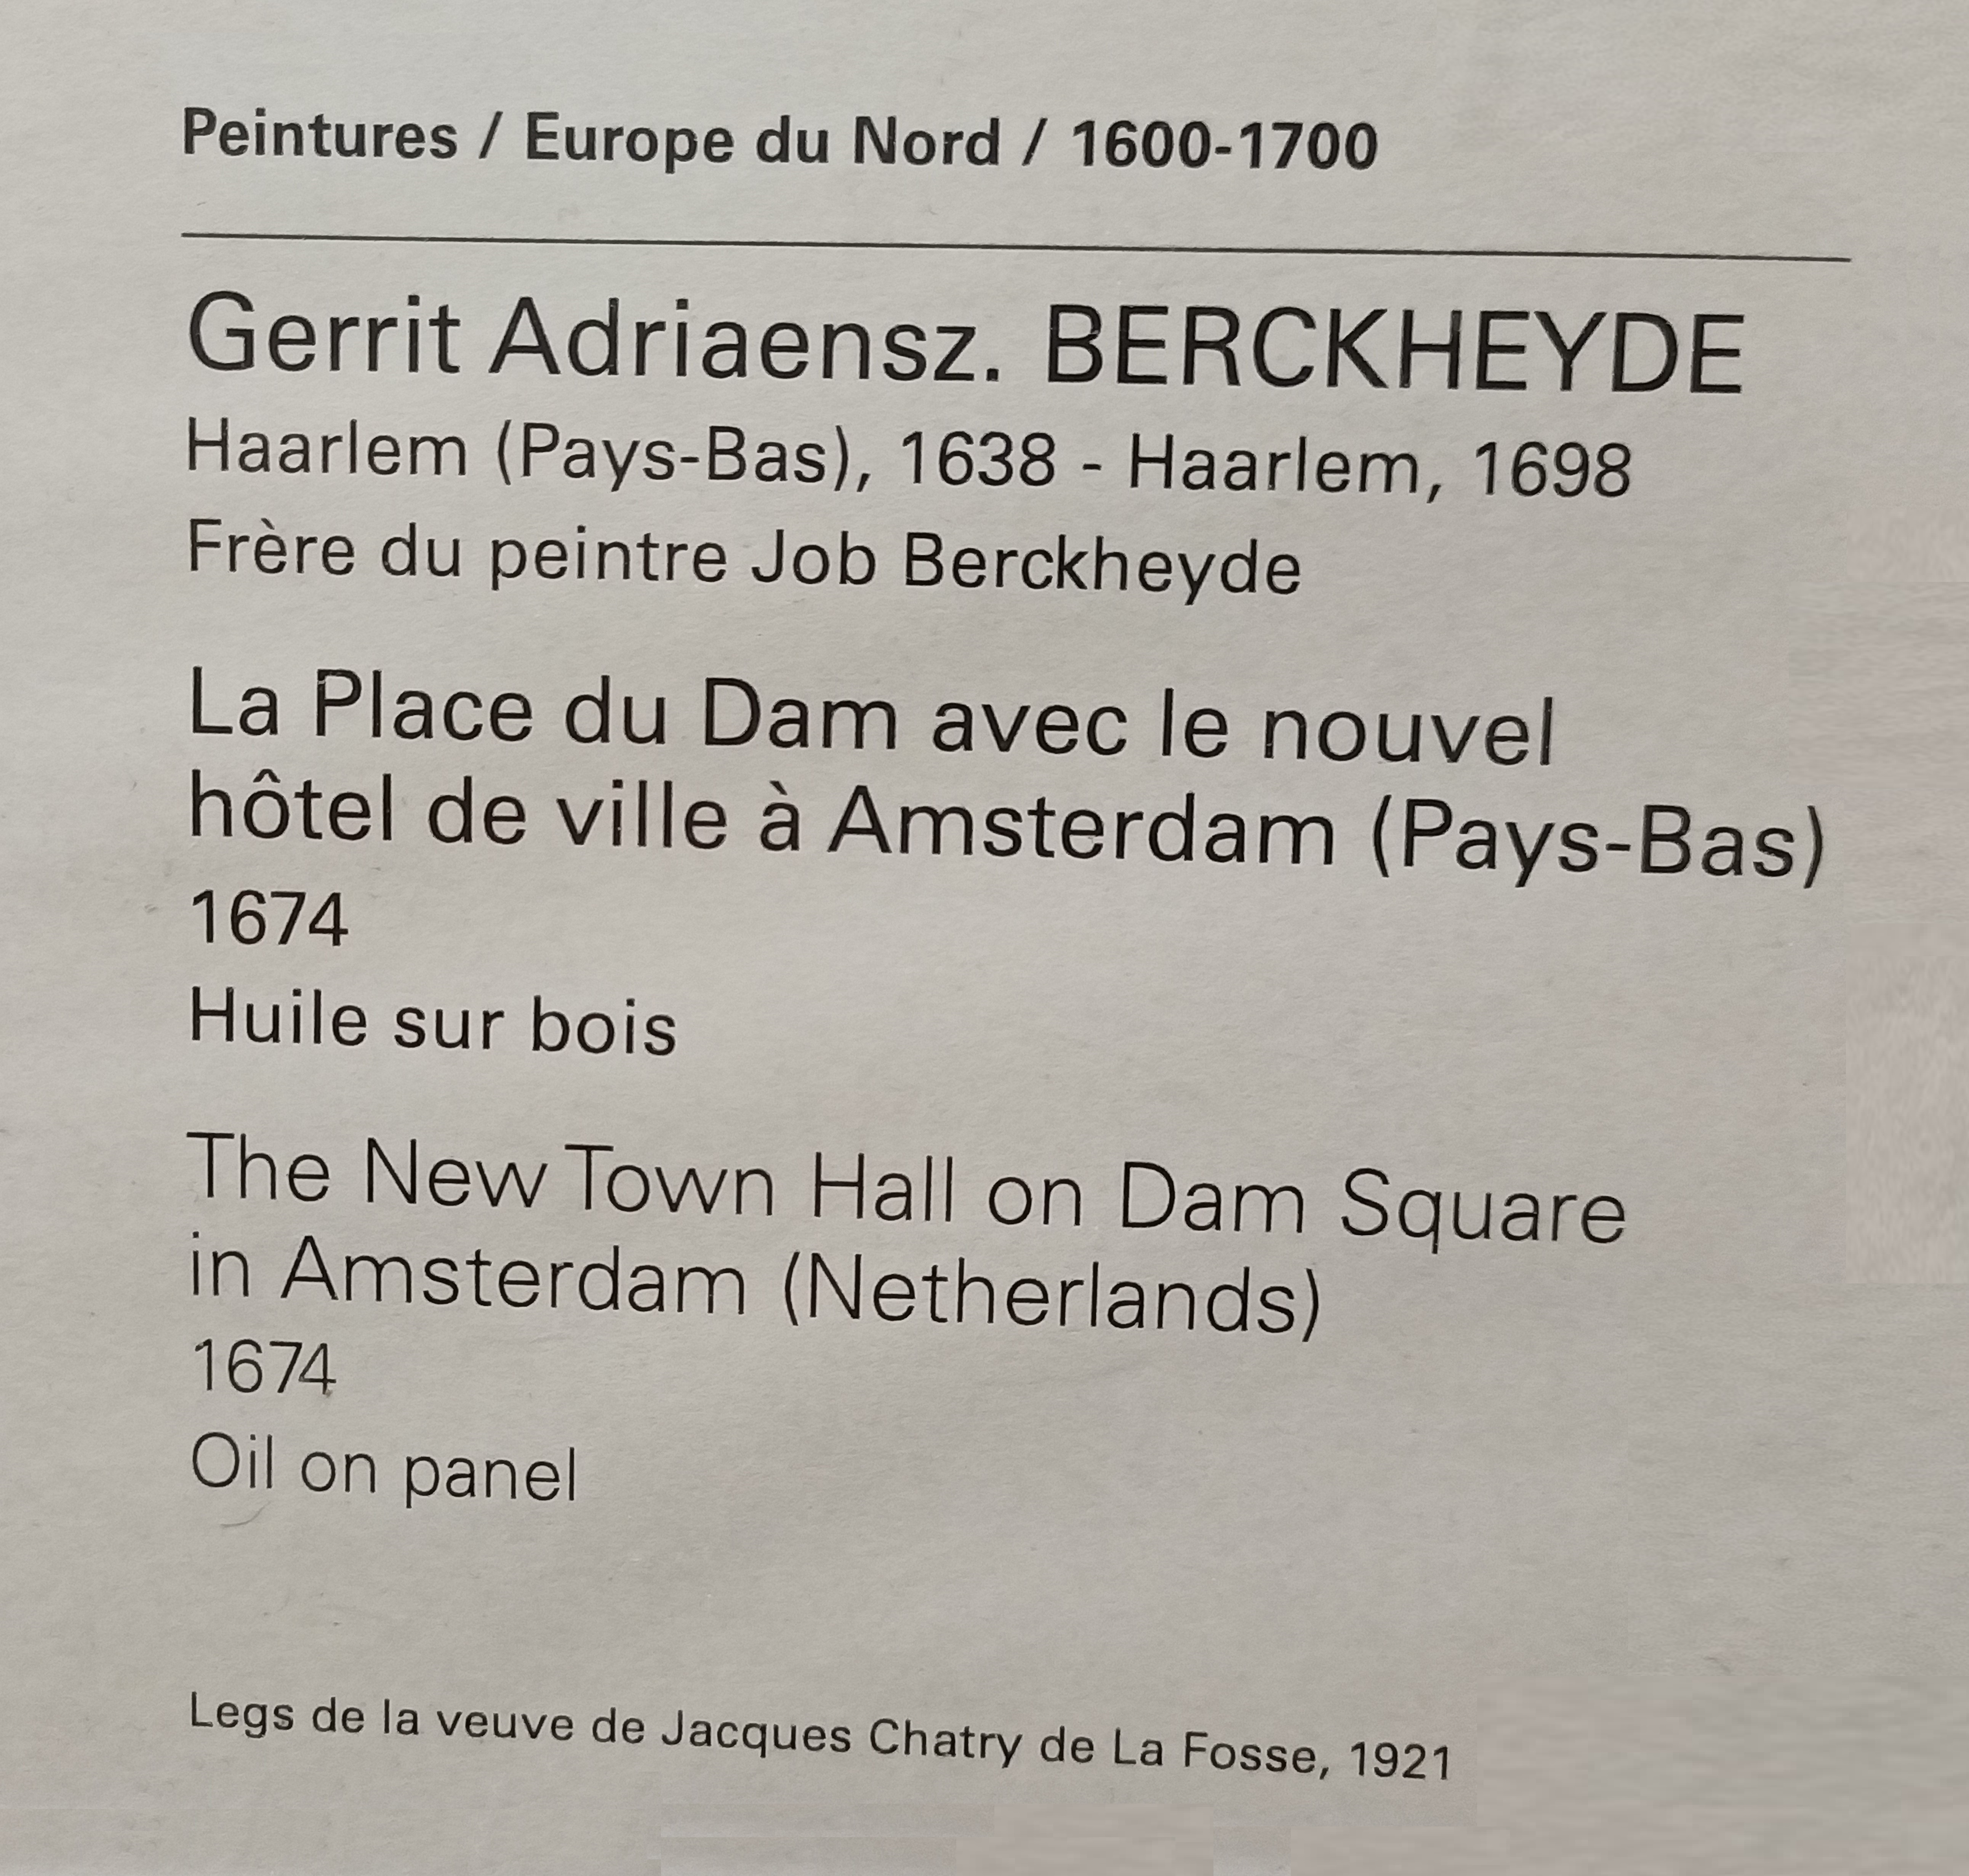 Peintures / Europe du Nord / 1600-1700
Gerrit Adriaensz. BERCKHEYDE
Haarlem (Pays-Bas), 1638 - Haarlem, 1698
Frère du peintre Job Berckheyde
La Place du Dam avec le nouvel
hôtel de ville à Amsterdam (Pays-Bas)
1674
Huile sur bois
The New Town Hall on Dam Square
in Amsterdam (Netherlands)
1674
Oil on panel
Legs de la veuve de Jacques Chatry de La Fosse, 1921